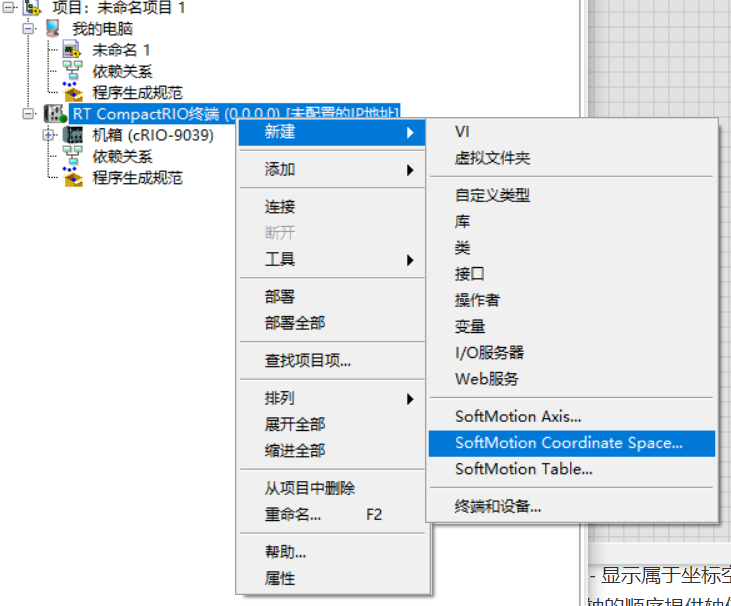 项目：未命名项目 1
我的电脑
未命名 1
依赖关系
程序生成规范
RT CompactRIO终端 (0.0.0.0) [未配置的IP地址]
机箱 (cRIO-9039)
依赖关系
程序生成规范
新建
添加
连接
断开
工具
部署
部署全部
查找项目项...
排列
展开全部
缩进全部
从项目中删除
重命名... F2
帮助...
属性
VI
虚拟文件夹
自定义类型
库
类
接口
操作者
变量
I/O服务器
Web服务
SoftMotion Axis...
SoftMotion Coordinate Space...
SoftMotion Table...
终端和设备...
- 显示属于坐标空
轴的顺序提供轴